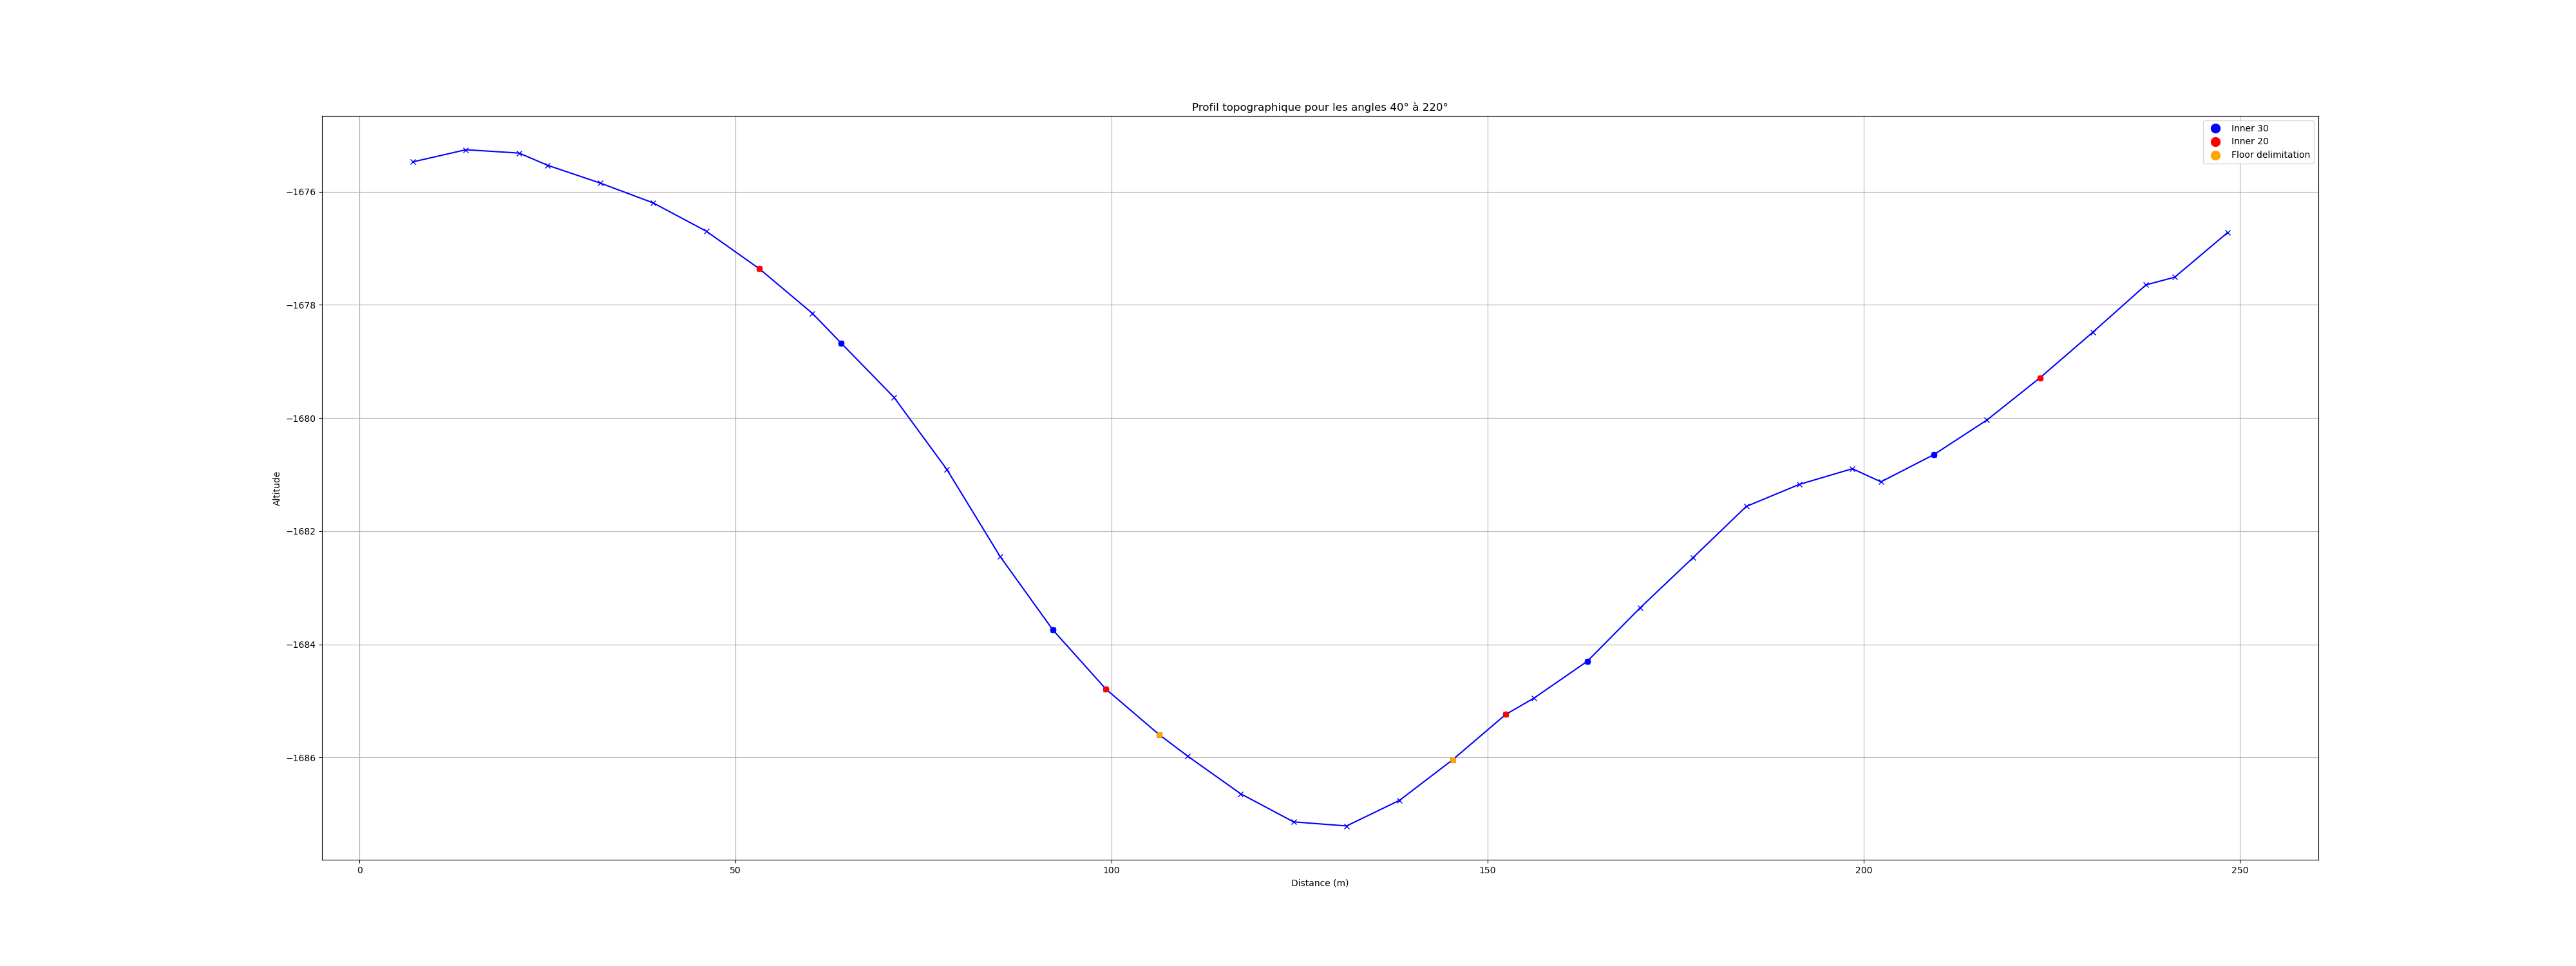 Profil topographique pour les angles 40° à 220°
Inner 30
Inner 20
Floor delimitation
−1676
−1678
−1680
−1682
−1684
−1686
Altitude
0 50 100 150 200 250
Distance (m)